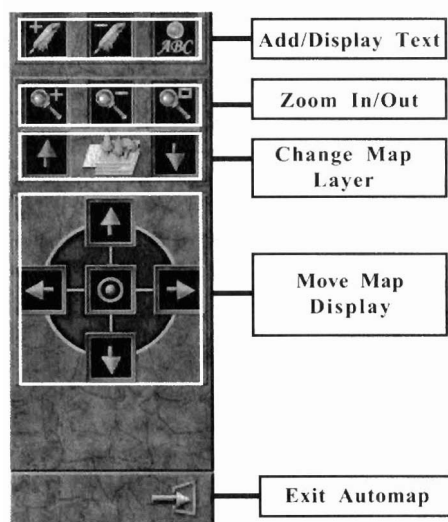 ABC
Add/Display Text
Zoom In/Out
Change Map
Layer
Move Map
Display
Exit Automap